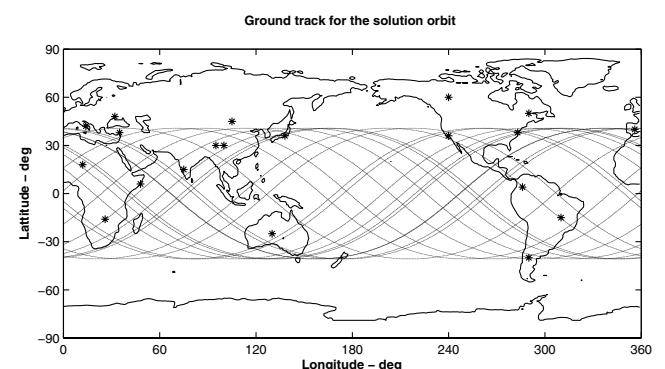 Ground track for the solution orbit
90
60
30
0
−30
−60
−90
Lattitude − deg
0 60 120 180 240 300 360
Longitude − deg